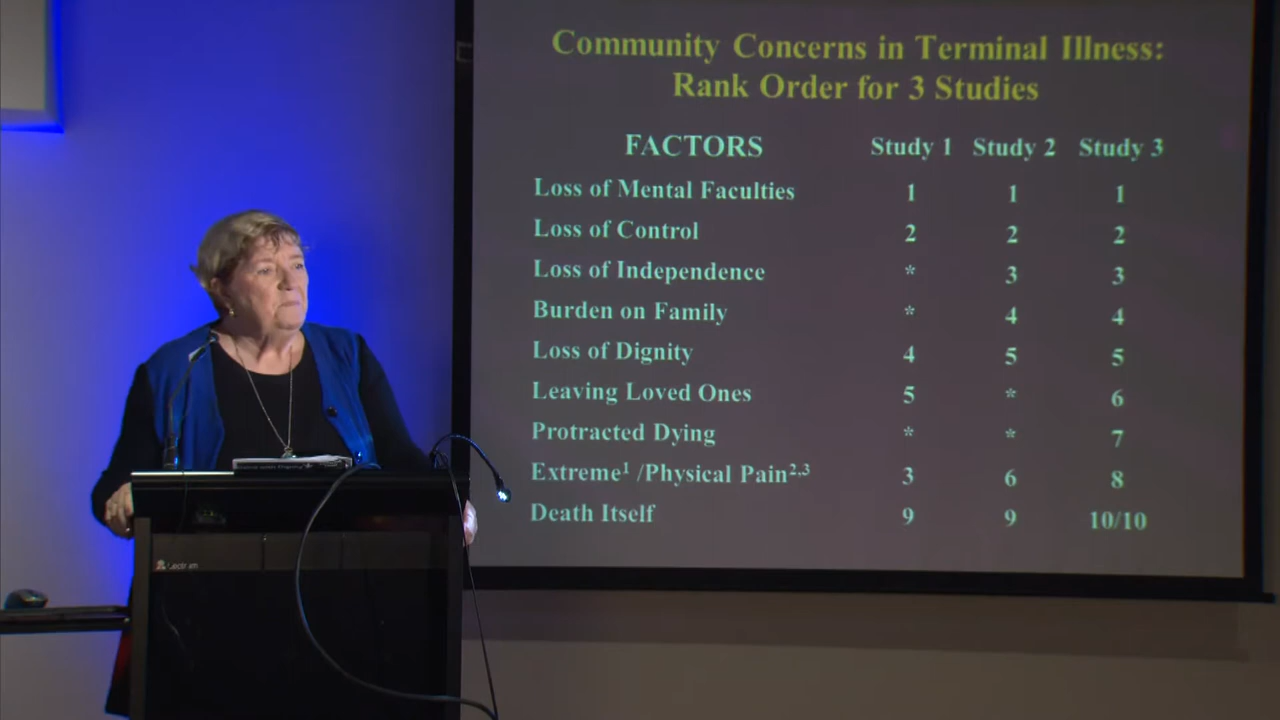 Community Concerns in Terminal Illness:
Rank Order for 3 Studies
FACTORS Study 1 Study 2 Study 3
Loss of Mental Faculties 1 1 1
Loss of Control 2 2 2
Loss of Independence * 3 3
Burden on Family * 4 4
Loss of Dignity 4 5 5
Leaving Loved Ones 5 * 6
Protracted Dying * * 7
Extreme¹ /Physical Pain²,³ 3 6 8
Death Itself 9 9 10/10